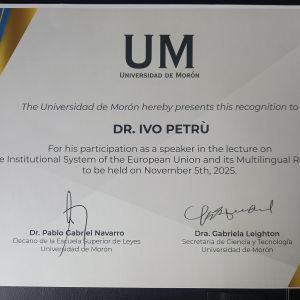 UM
UNIVERSIDAD DE MORÓN
The Universidad de Morón hereby presents this recognition to
DR. IVO PETRŮ
For his participation as a speaker in the lecture on
e Institutional System of the European Union and its Multilingual R
to be held on November 5th, 2025.
Dr. Pablo Gabriel Navarro
Dra. Gabriela Leighton
Decano de la Escuela Superior de Leyes
Secretaria de Ciencia y Tecnología
Universidad de Morón
Universidad de Morón